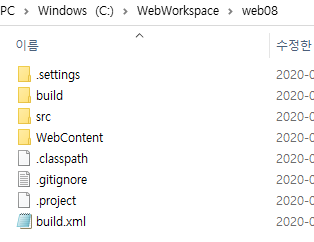 PC > Windows (C:) > WebWorkspace > web08
이름 수정한
.settings 2020-0
build 2020-0
src 2020-0
WebContent 2020-0
.classpath 2020-0
.gitignore 2020-0
.project 2020-0
build.xml 2020-0